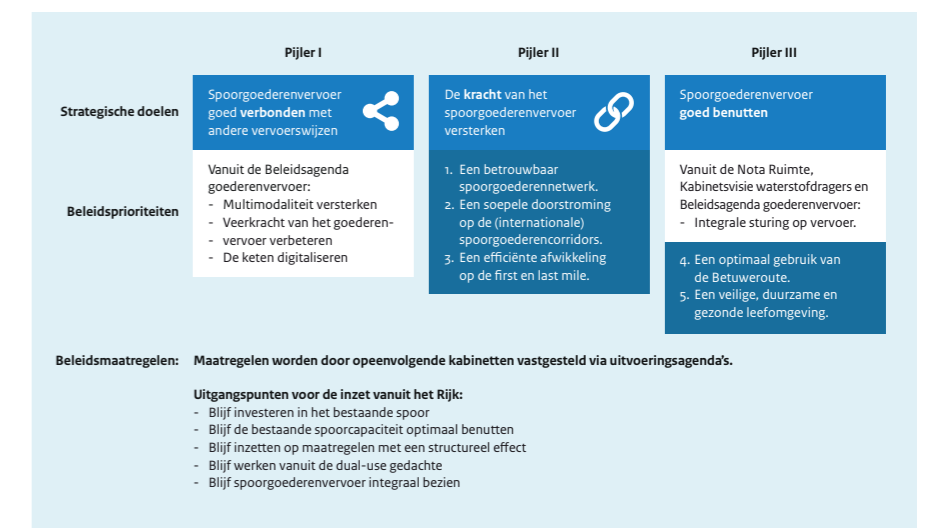 Pijler I
Pijler II
Pijler III
Strategische doelen
Spoorgoederenvervoer
goed verbonden met
andere vervoerswijzen
De kracht van het
spoorgoederenvervoer
versterken
Spoorgoederenvervoer
goed benutten
Beleidsprioriteiten
Vanuit de Beleidsagenda
goederenvervoer:
- Multimodaliteit versterken
- Veerkracht van het goederen-
- vervoer verbeteren
- De keten digitaliseren
1. Een betrouwbaar
spoorgoederennetwerk.
2. Een soepele doorstroming
op de (internationale)
spoorgoederencorridors.
3. Een efficiënte afwikkeling
op de first en last mile.
Vanuit de Nota Ruimte,
Kabinetsvisie waterstofdragers en
Beleidsagenda goederenvervoer:
- Integrale sturing op vervoer.
4. Een optimaal gebruik van
de Betuweroute.
5. Een veilige, duurzame en
gezonde leefomgeving.
Beleidsmaatregelen: Maatregelen worden door opeenvolgende kabinetten vastgesteld via uitvoeringsagenda's.
Uitgangspunten voor de inzet vanuit het Rijk:
- Blijf investeren in het bestaande spoor
- Blijf de bestaande spoorcapaciteit optimaal benutten
- Blijf inzetten op maatregelen met een structureel effect
- Blijf werken vanuit de dual-use gedachte
- Blijf spoorgoederenvervoer integraal bezien